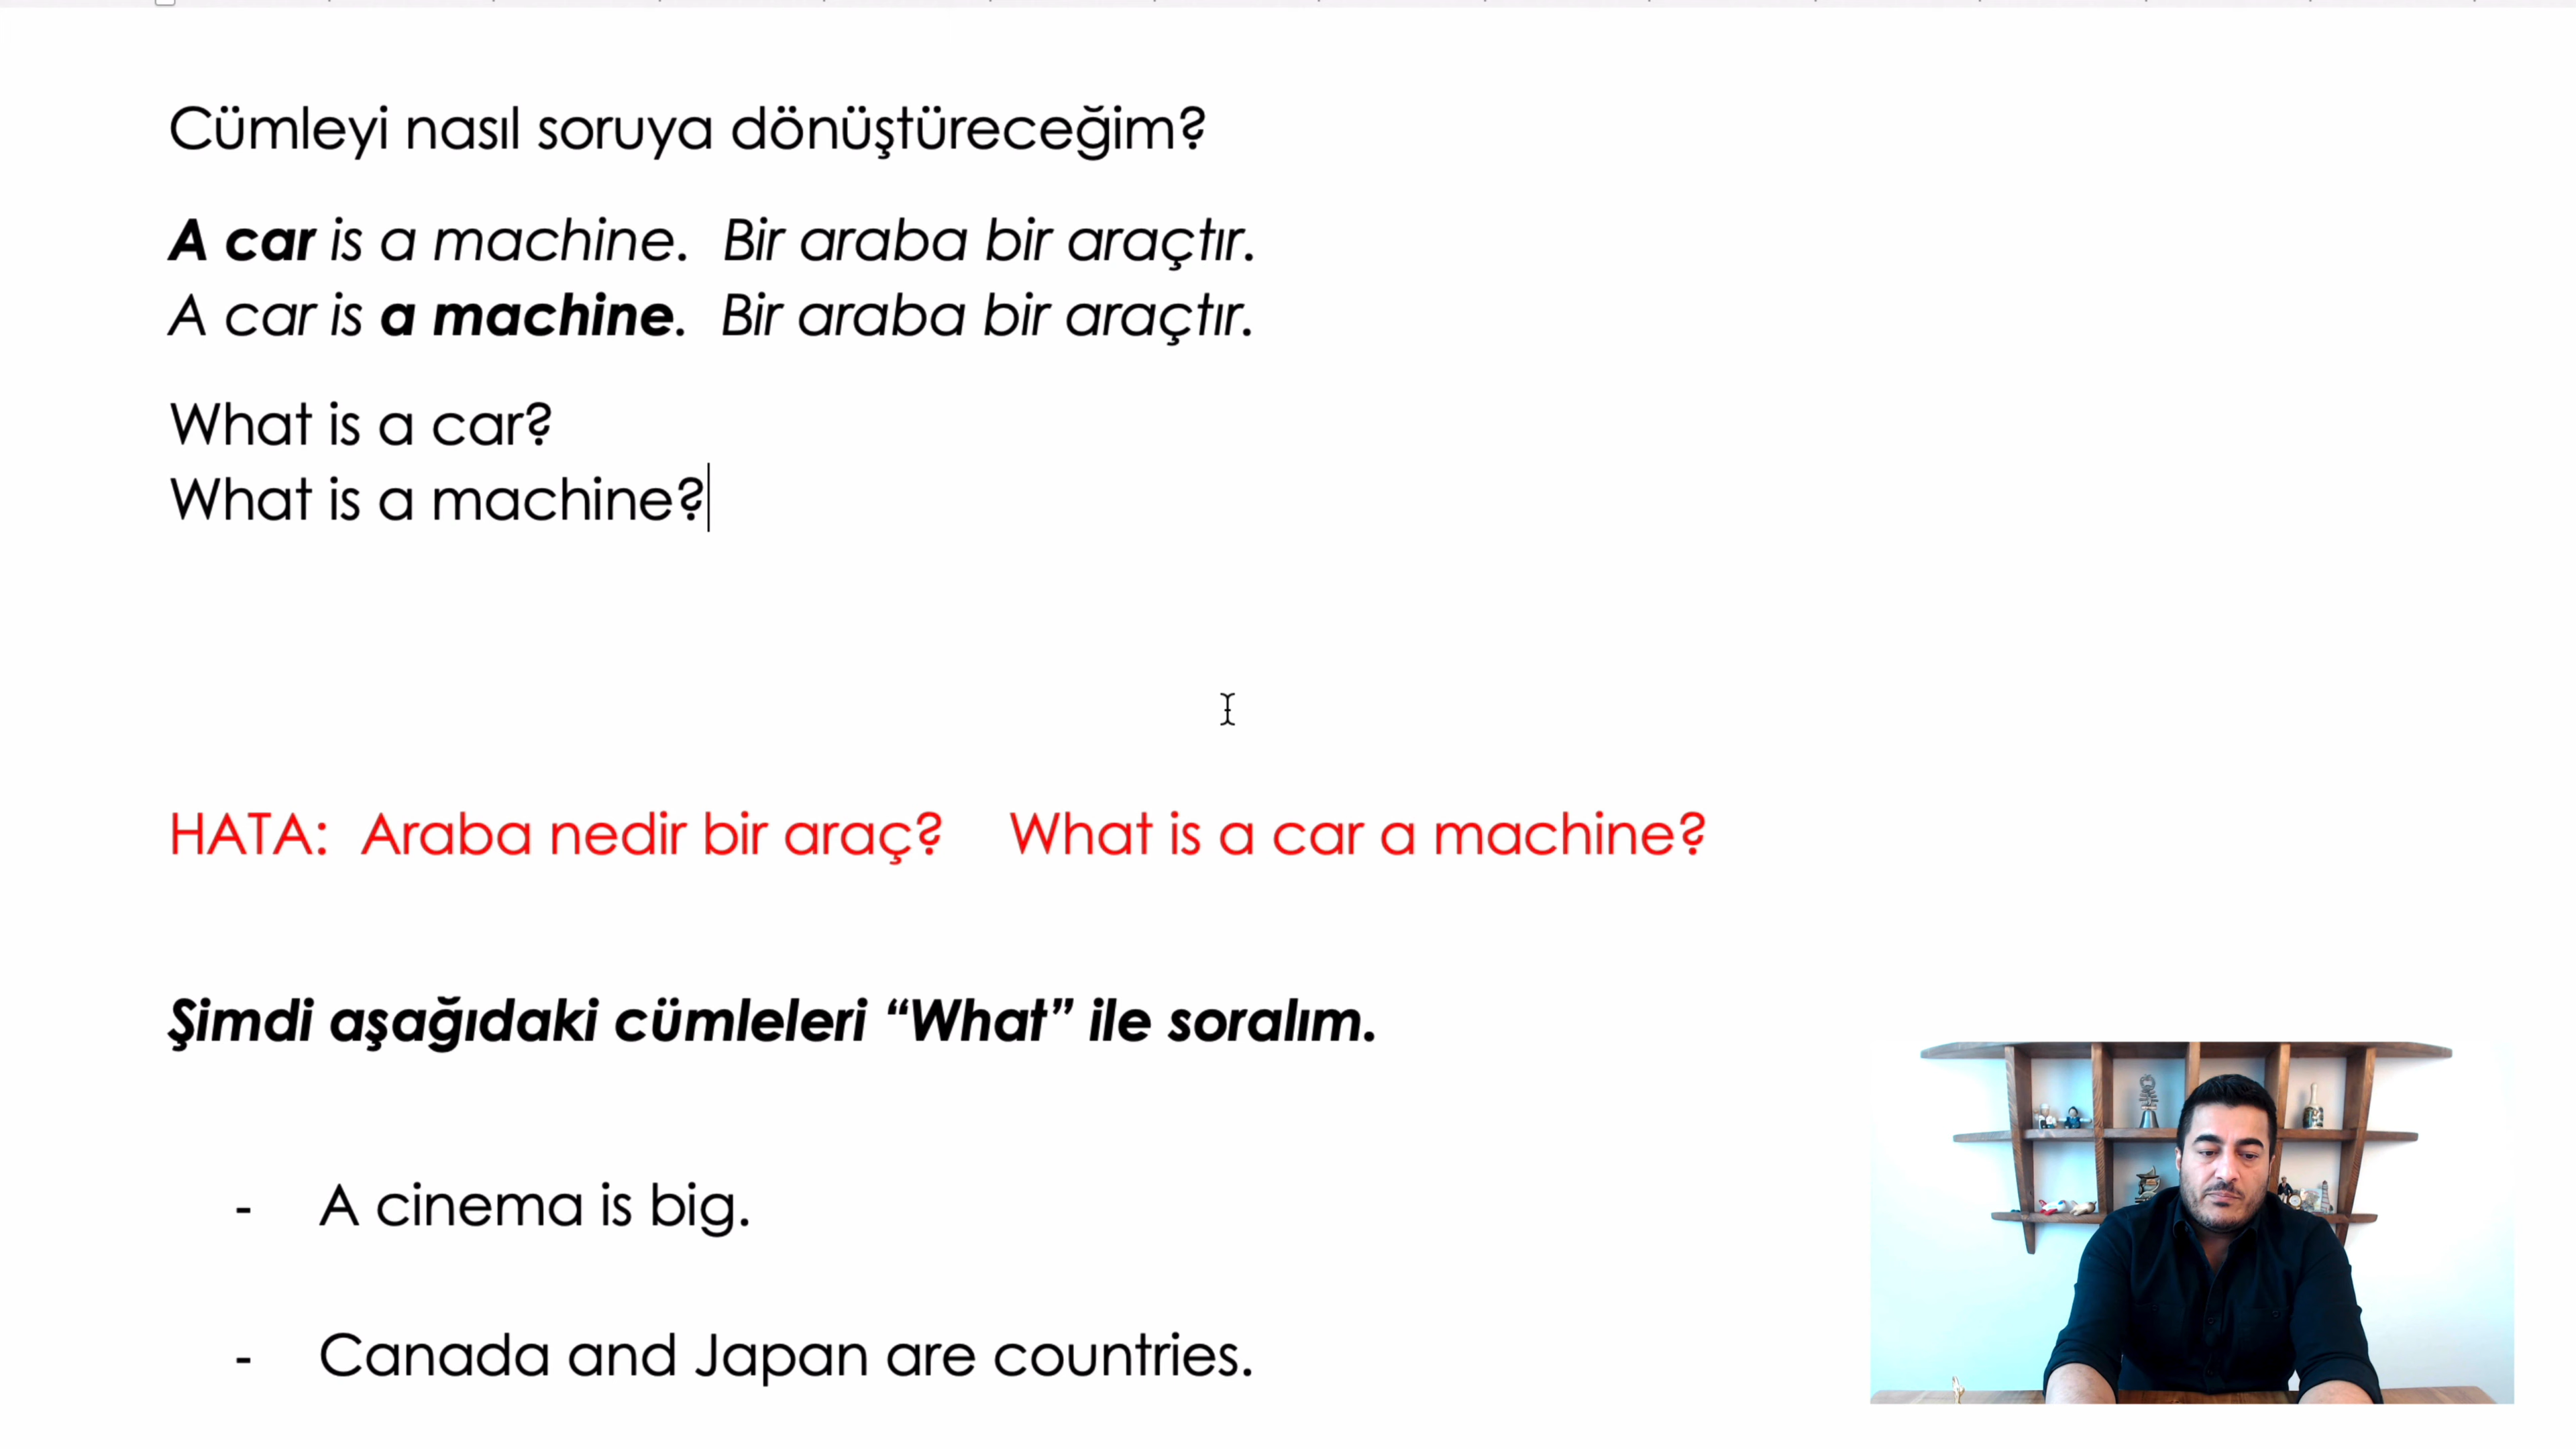 Cümleyi nasıl soruya dönüştüreceğim?
A car is a machine. Bir araba bir araçtır.
A car is a machine. Bir araba bir araçtır.
What is a car?
What is a machine?
HATA: Araba nedir bir araç? What is a car a machine?
Şimdi aşağıdaki cümleleri “What” ile soralım.
- A cinema is big.
- Canada and Japan are countries.